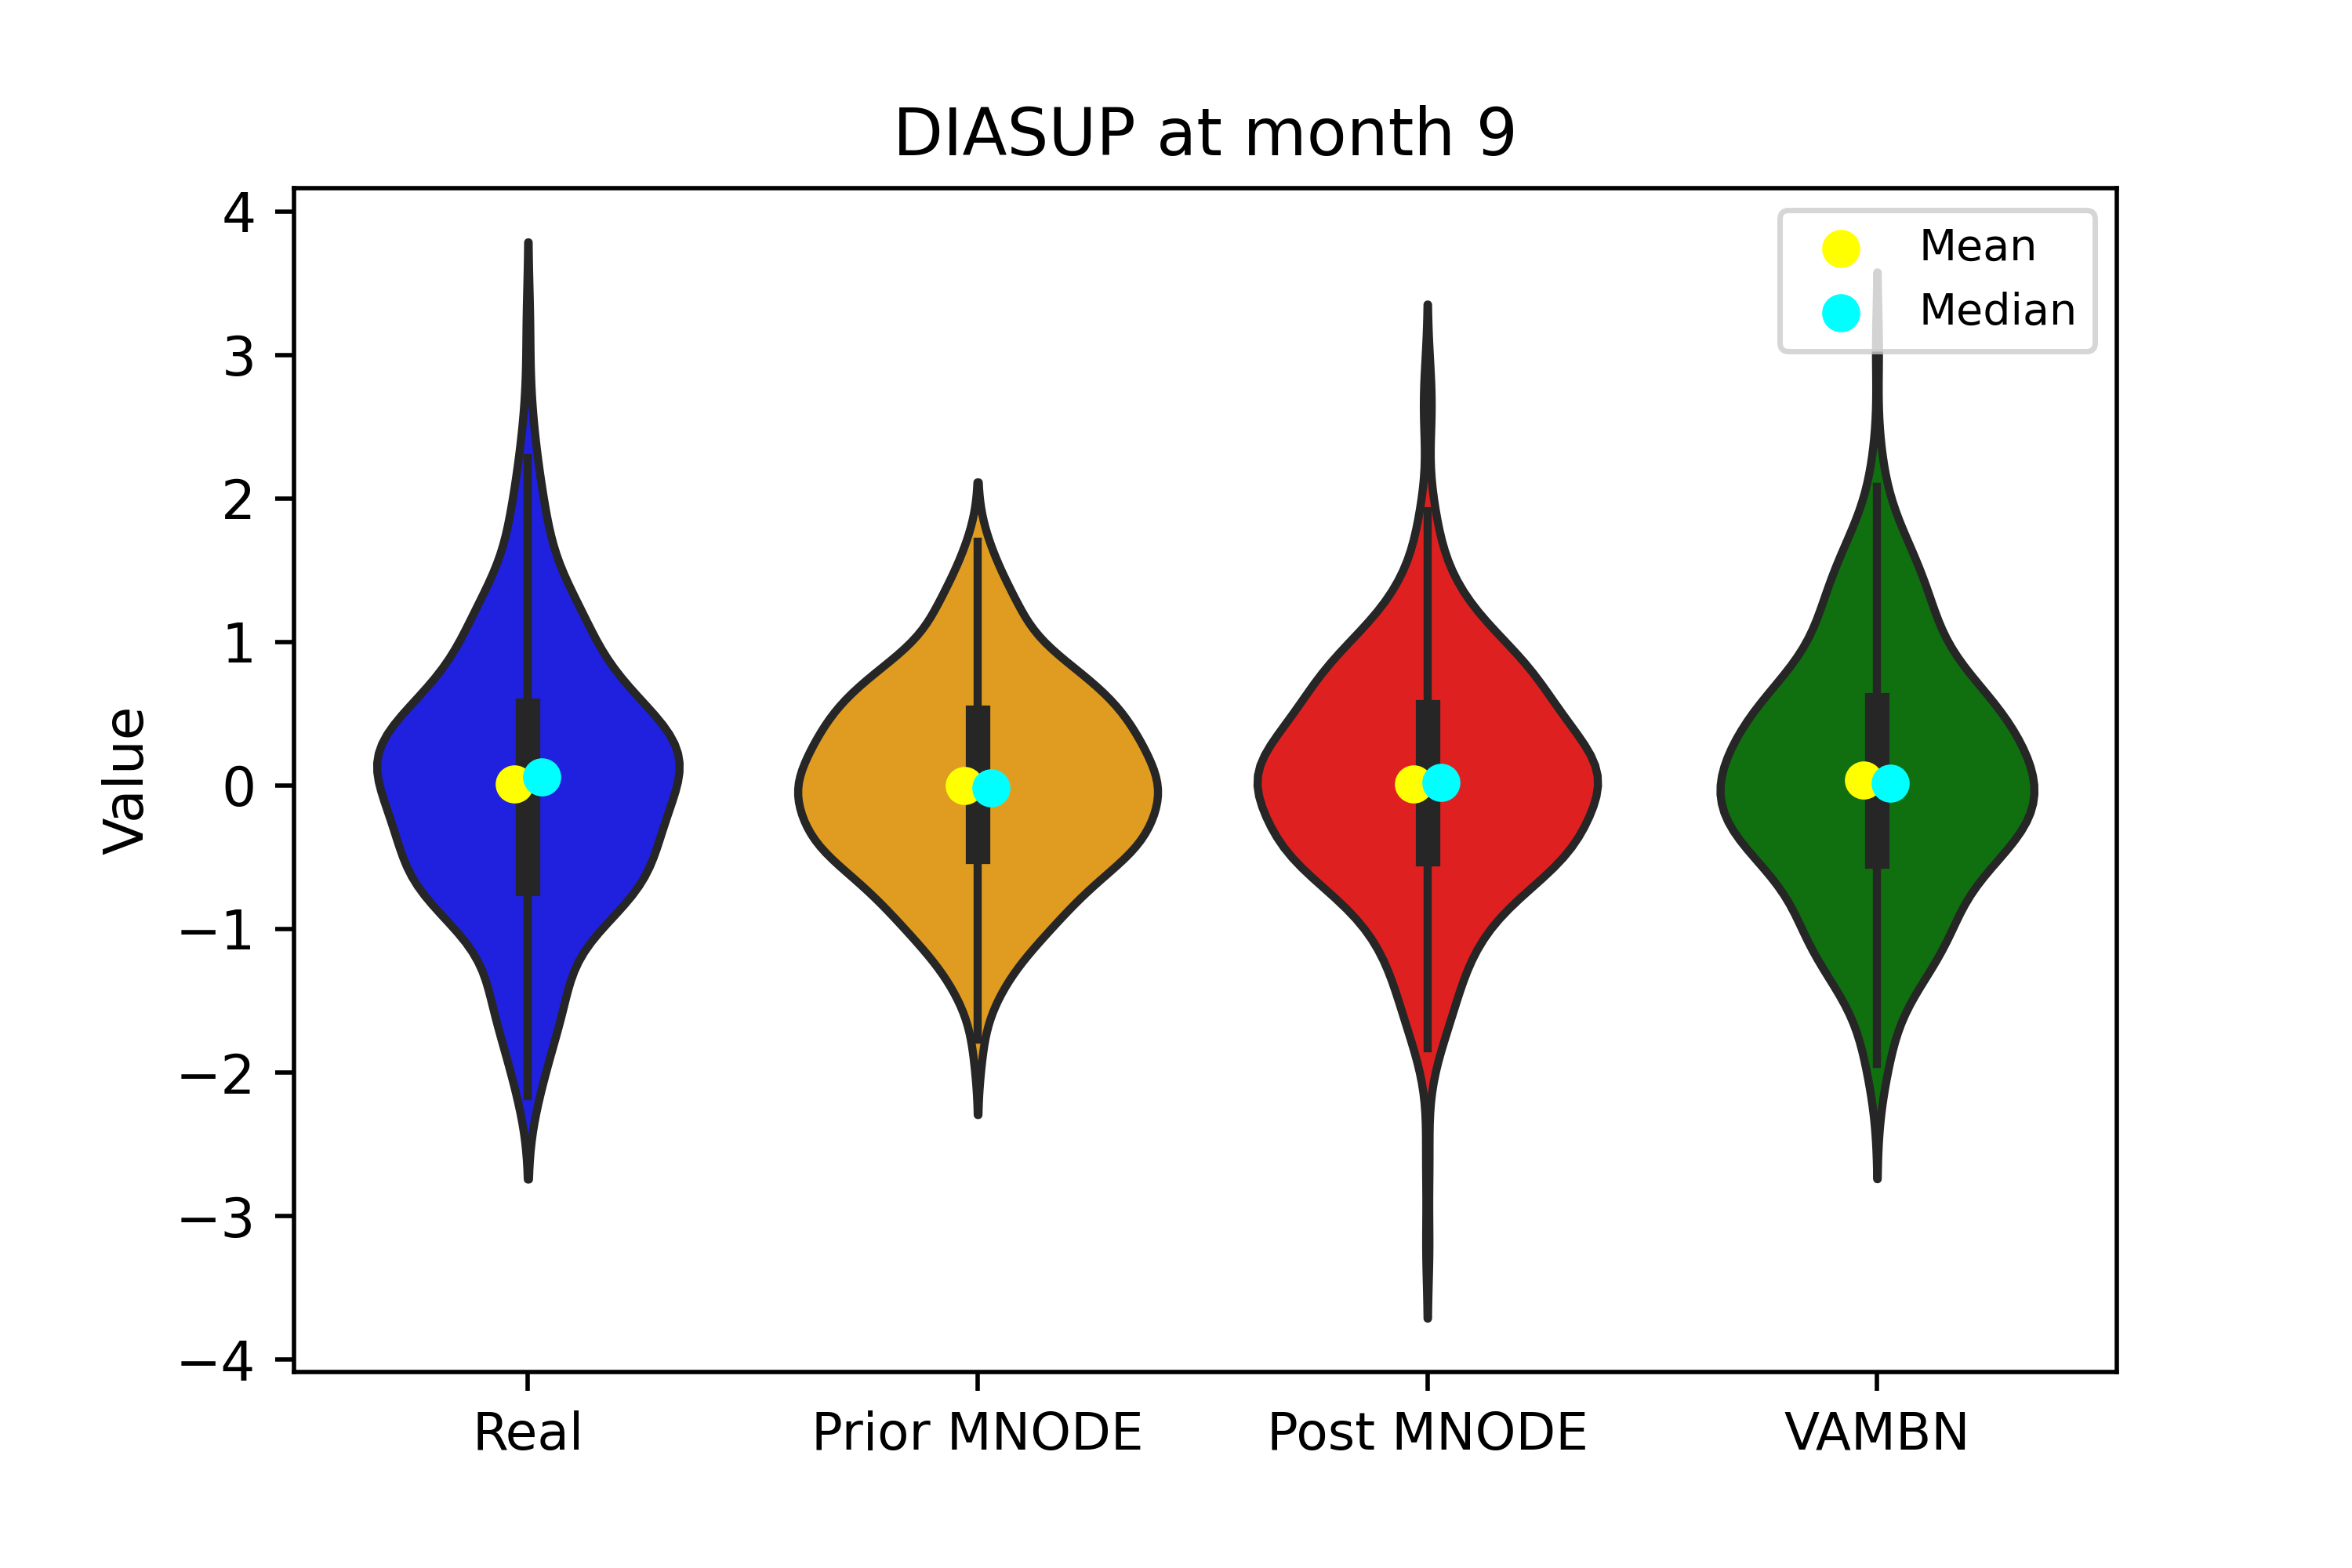 DIASUP at month 9
Mean
Median
Value
4
3
2
1
0
−1
−2
−3
−4
Real
Prior MNODE
Post MNODE
VAMBN